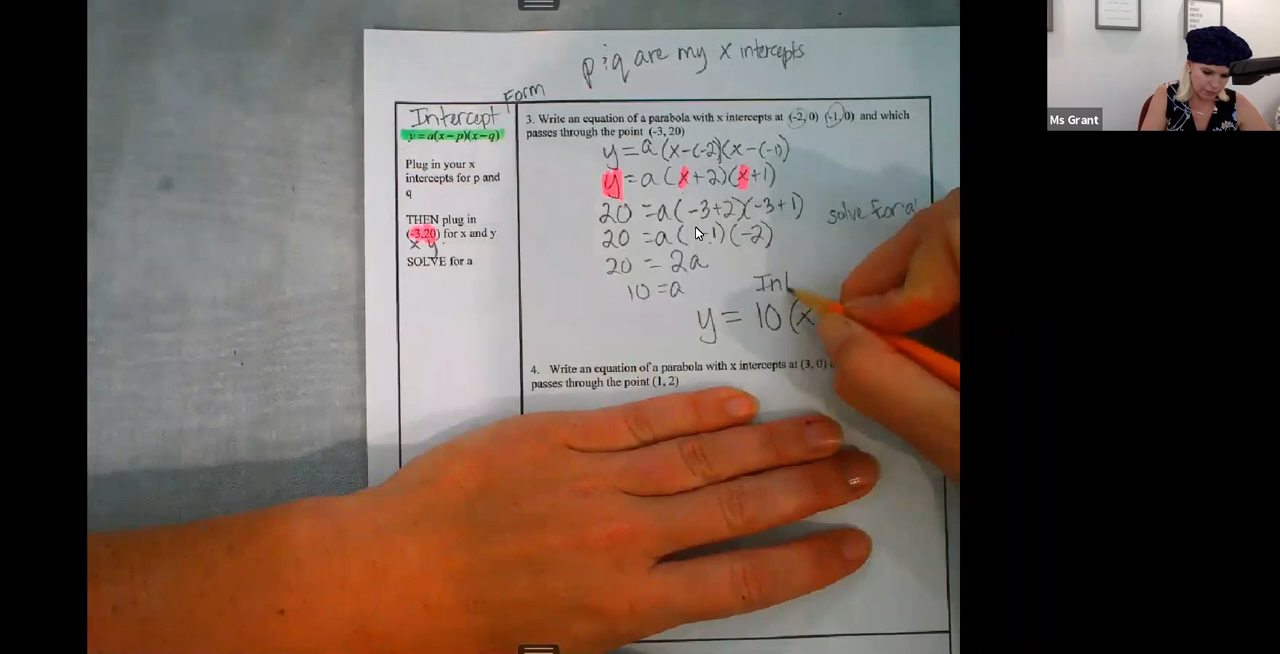 p & q are my x intercepts
Form
Intercept
y = a(x – p)(x – q)
Plug in your x
intercepts for p and
q
THEN plug in
(-3,20) for x and y
x y
SOLVE for a
3. Write an equation of a parabola with x intercepts at (-2, 0) (-1, 0) and which
passes through the point (-3, 20)
y = a (x-(-2)(x-(-1)
y = a (x+2)(x+1)
20 = a(-3+2)(-3+1) solve for a!
20 = a(-1)(-2)
20 = 2a
10 = a
Int
y = 10 (x
4. Write an equation of a parabola with x intercepts at (3, 0)
passes through the point (1, 2)
Ms Grant